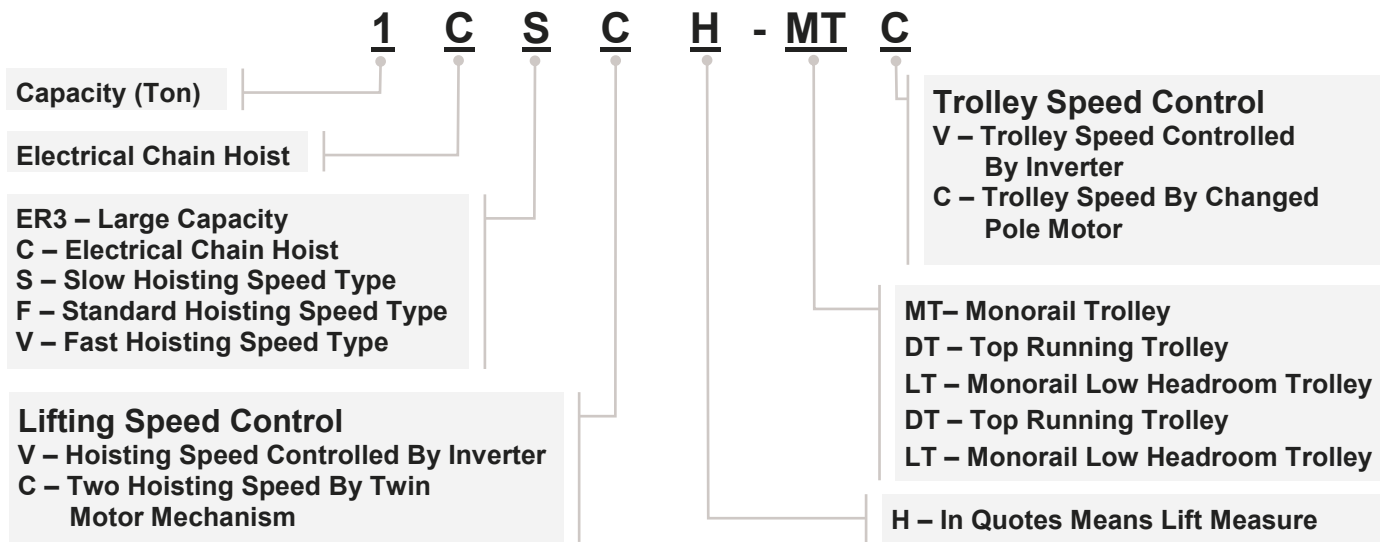 1 C S C H - MT C
Capacity (Ton)
Electrical Chain Hoist
ER3 – Large Capacity
C – Electrical Chain Hoist
S – Slow Hoisting Speed Type
F – Standard Hoisting Speed Type
V – Fast Hoisting Speed Type
Lifting Speed Control
V – Hoisting Speed Controlled By Inverter
C – Two Hoisting Speed By Twin
Motor Mechanism
Trolley Speed Control
V – Trolley Speed Controlled
By Inverter
C – Trolley Speed By Changed
Pole Motor
MT– Monorail Trolley
DT – Top Running Trolley
LT – Monorail Low Headroom Trolley
DT – Top Running Trolley
LT – Monorail Low Headroom Trolley
H – In Quotes Means Lift Measure